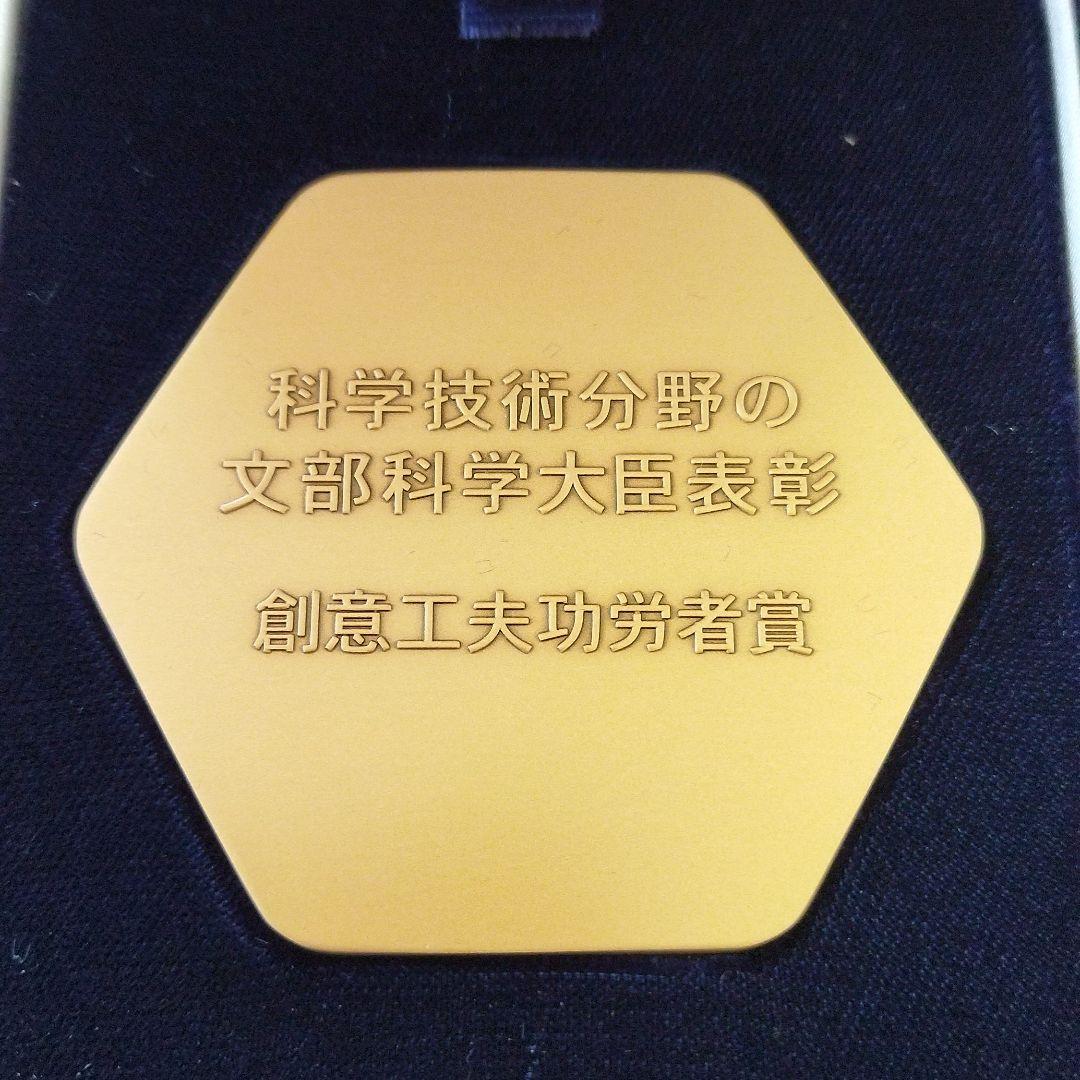 科学技術分野の
文部科学大臣表彰
創意工夫功労者賞